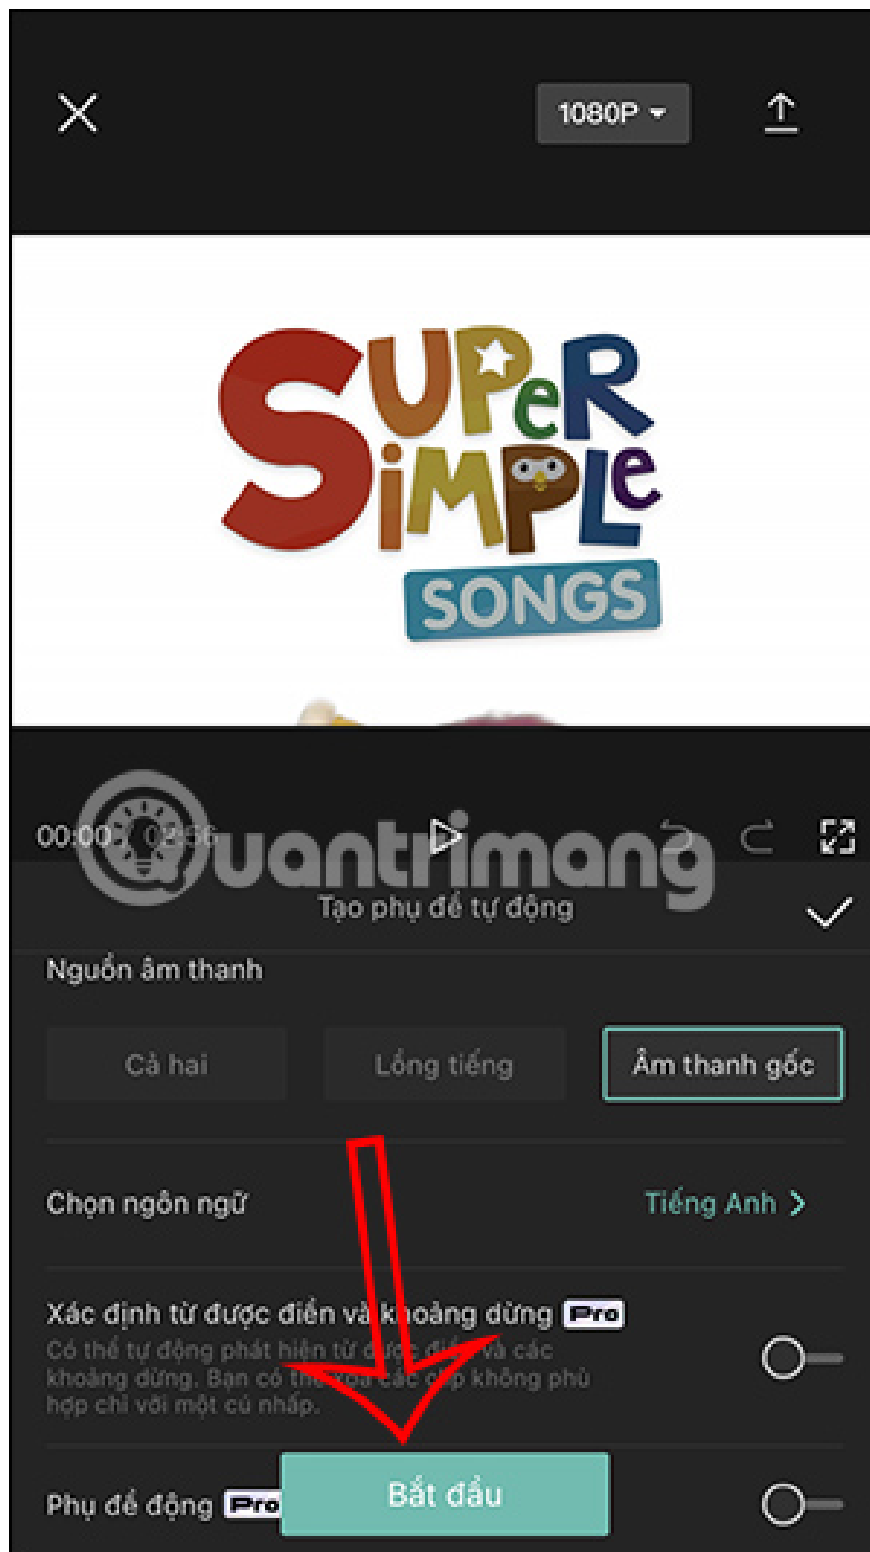 1080P
SUPER
SiMPLe
SONGS
00:00 / 02:56
Quantrimang
Tạo phụ đề tự động
Nguồn âm thanh
Cả hai Lồng tiếng Âm thanh gốc
Chọn ngôn ngữ Tiếng Anh
Xác định từ được điền và khoảng dừng Pro
Có thể tự động phát hiện từ được điền và các
khoảng dừng. Bạn có thể xóa các clip không phù
hợp chỉ với một cú nhấp.
Phụ đề động Pro
Bắt đầu